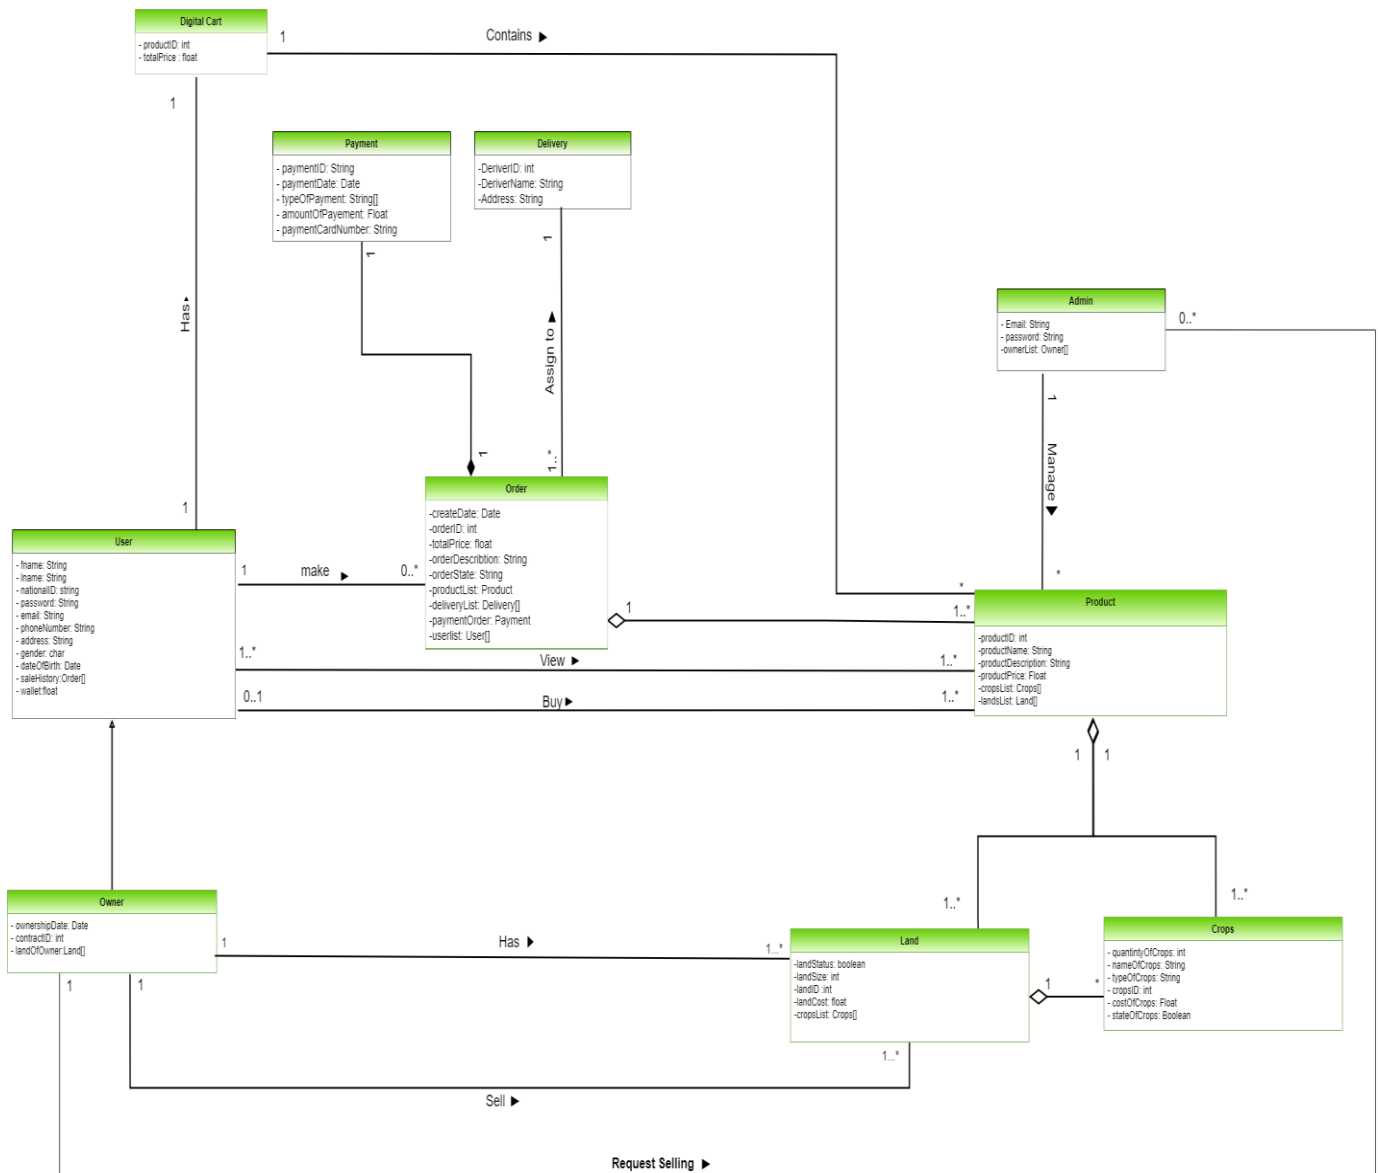 Digital Cart
- productID: int
- totalPrice : float
1
Contains
1
Payment
- paymentID: String
- paymentDate: Date
- typeOfPayment: String[]
- amountOfPayement: Float
- paymentCardNumber: String
1
Delivery
-DeriverID: int
-DeriverName: String
-Address: String
1
Assign to
1..*
Has
1
Admin
- Email: String
- password: String
-ownerList: Owner[]
0..*
1
Manage
*
1
Order
-createDate: Date
-orderID: int
-totalPrice: float
-orderDescribtion: String
-orderState: String
-productList: Product
-deliveryList: Delivery[]
-paymentOrder: Payment
-userlist: User[]
User
- fname: String
- lname: String
- nationalID: string
- password: String
- email: String
- phoneNumber: String
- address: String
- gender: char
- dateOfBirth: Date
- saleHistory:Order[]
- wallet:float
1
make
0..*
1
*
1..*
Product
-productID: int
-productName: String
-productDescription: String
-productPrice: Float
-cropsList: Crops[]
-landsList: Land[]
1..*
View
1..*
0..1
Buy
1..*
1
1
Owner
- ownershipDate: Date
- contractID: int
- landOfOwner:Land[]
1
Has
1...*
1..*
1..*
Land
-landStatus: boolean
-landSize: int
-landID :int
-landCost: float
-cropsList: Crops[]
1
*
Crops
- quantintyOfCrops: int
- nameOfCrops: String
- typeOfCrops: String
- cropsID: int
- costOfCrops: Float
- stateOfCrops: Boolean
1
1
1...*
Sell
Request Selling